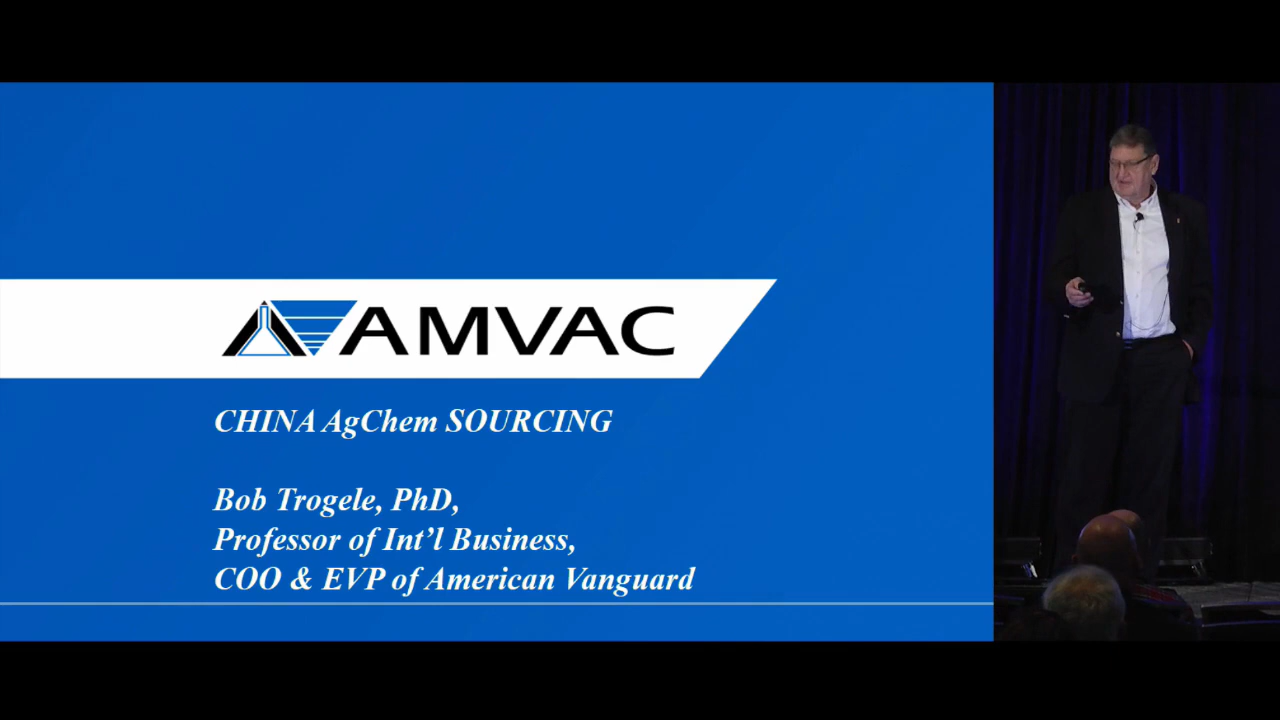 AMVAC
CHINA AgChem SOURCING
Bob Trogele, PhD,
Professor of Int'l Business,
COO & EVP of American Vanguard